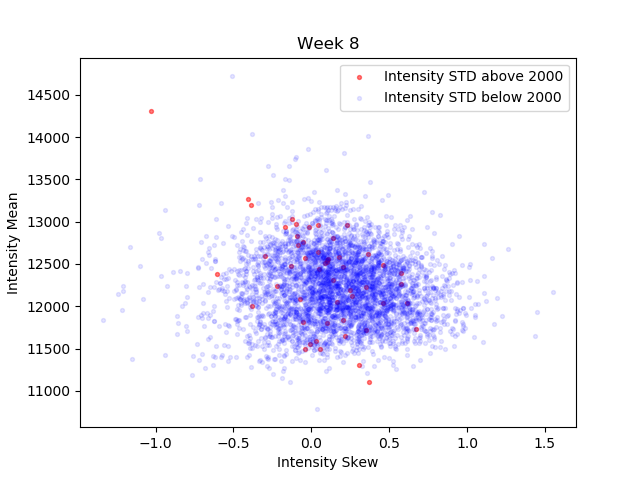 Week 8
Intensity STD above 2000
Intensity STD below 2000
14500
14000
13500
13000
12500
12000
11500
11000
Intensity Mean
−1.0 −0.5 0.0 0.5 1.0 1.5
Intensity Skew